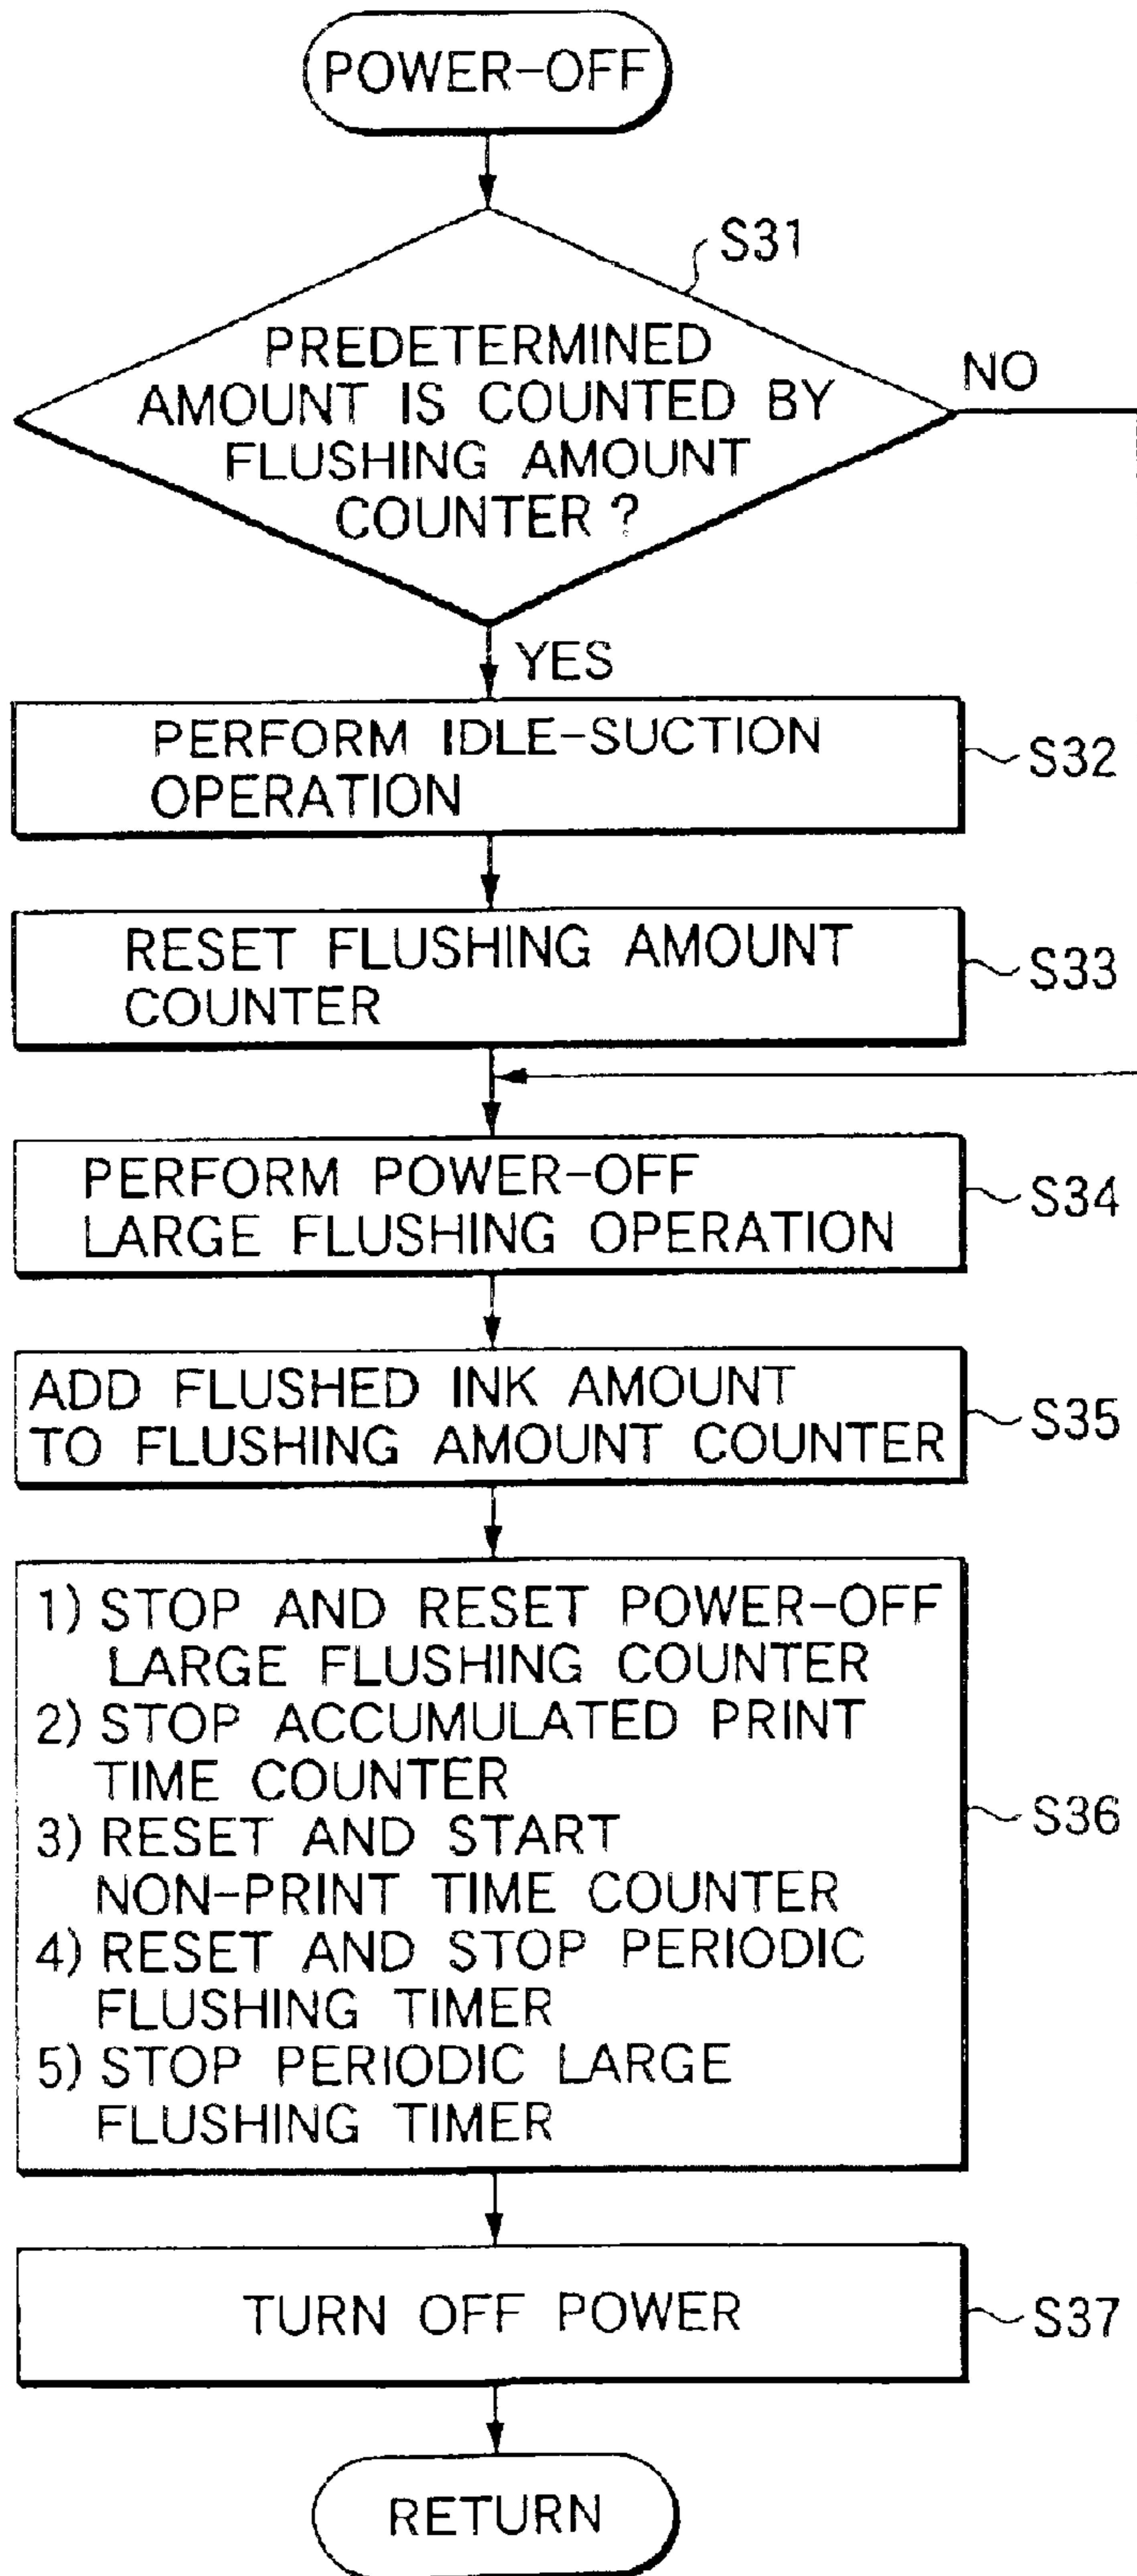 POWER-OFF
S31
PREDETERMINED
AMOUNT IS COUNTED BY
FLUSHING AMOUNT
COUNTER ?
NO
YES
PERFORM IDLE-SUCTION
OPERATION
S32
RESET FLUSHING AMOUNT
COUNTER
S33
PERFORM POWER-OFF
LARGE FLUSHING OPERATION
S34
ADD FLUSHED INK AMOUNT
TO FLUSHING AMOUNT COUNTER
S35
1) STOP AND RESET POWER-OFF
LARGE FLUSHING COUNTER
2) STOP ACCUMULATED PRINT
TIME COUNTER
3) RESET AND START
NON-PRINT TIME COUNTER
4) RESET AND STOP PERIODIC
FLUSHING TIMER
5) STOP PERIODIC LARGE
FLUSHING TIMER
S36
TURN OFF POWER
S37
RETURN